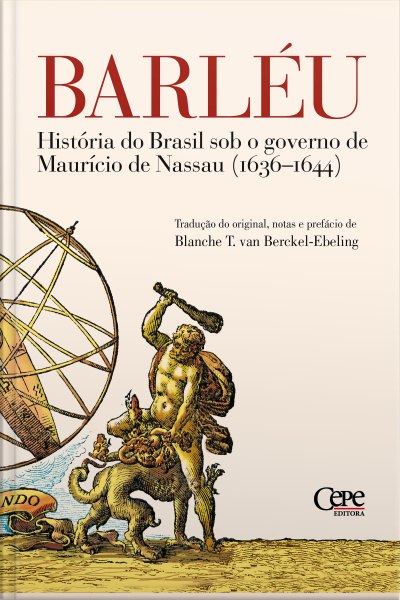 BARLÉU
História do Brasil sob o governo de
Maurício de Nassau (1636–1644)
Tradução do original, notas e prefácio de
Blanche T. van Berckel-Ebeling
NDO
Cepe
EDITORA